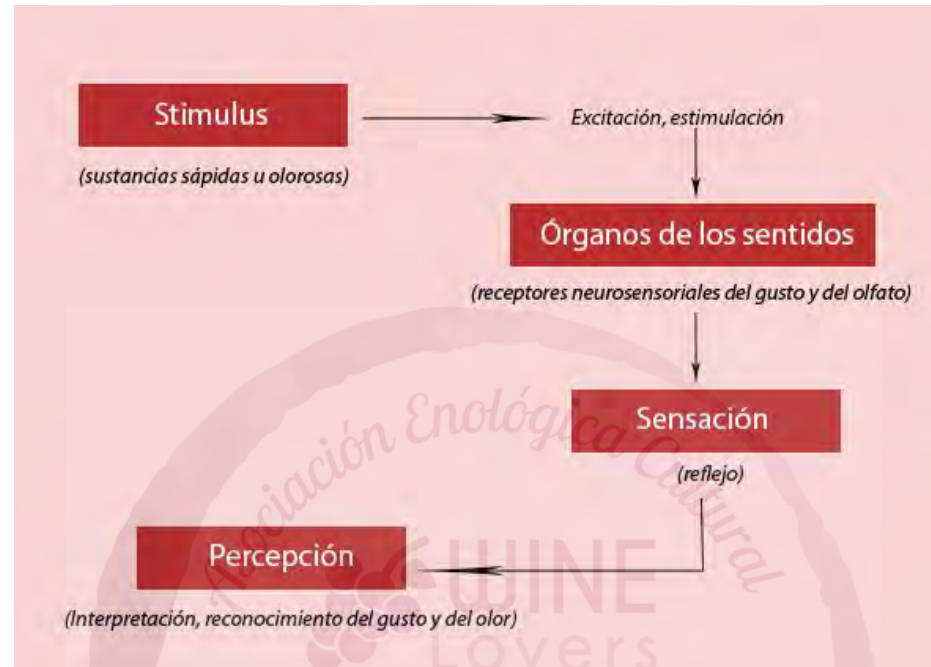 Stimulus
(sustancias sápidas u olorosas)
Excitación, estimulación
Órganos de los sentidos
(receptores neurosensoriales del gusto y del olfato)
Sensación
(reflejo)
Percepción
(Interpretación, reconocimiento del gusto y del olor)
Asociación Enológica Cultural
WINE
Lovers